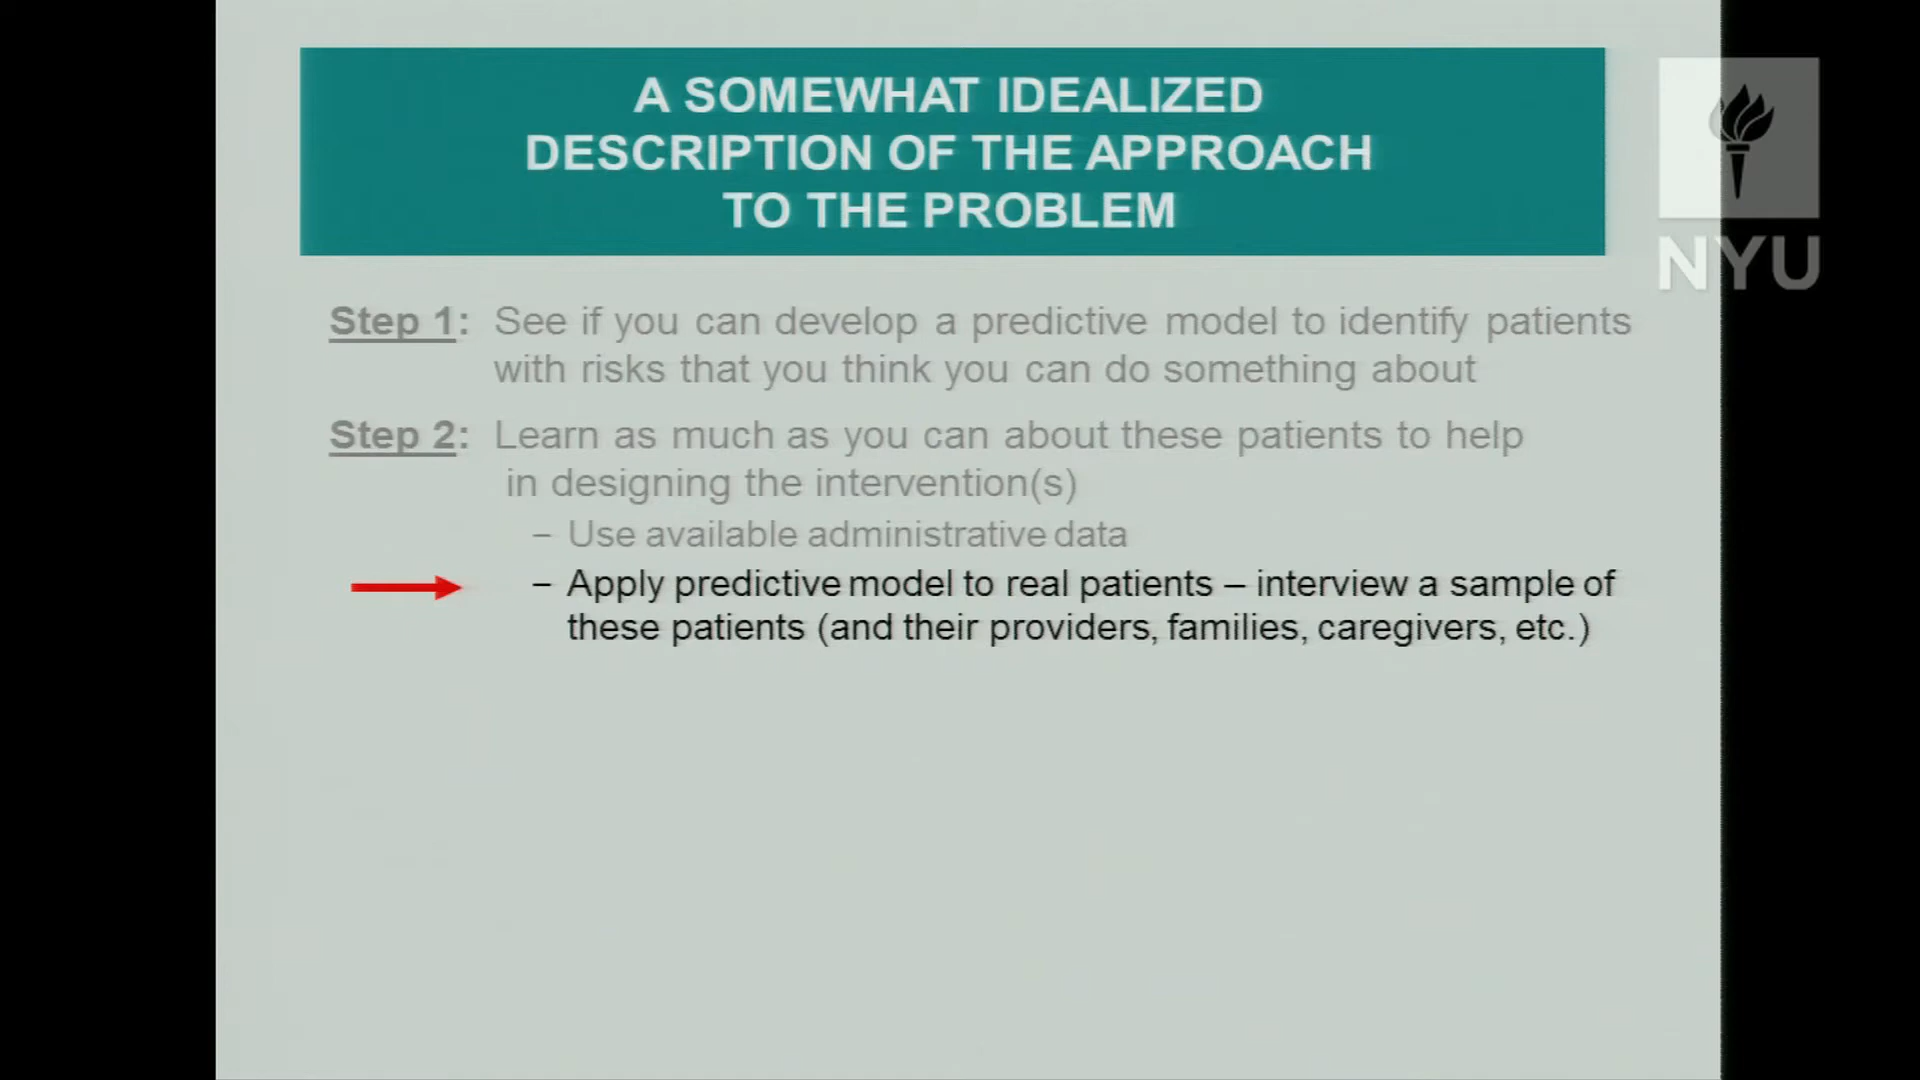 A SOMEWHAT IDEALIZED
DESCRIPTION OF THE APPROACH
TO THE PROBLEM
NYU
Step 1: See if you can develop a predictive model to identify patients
with risks that you think you can do something about
Step 2: Learn as much as you can about these patients to help
in designing the intervention(s)
– Use available administrative data
– Apply predictive model to real patients – interview a sample of
these patients (and their providers, families, caregivers, etc.)